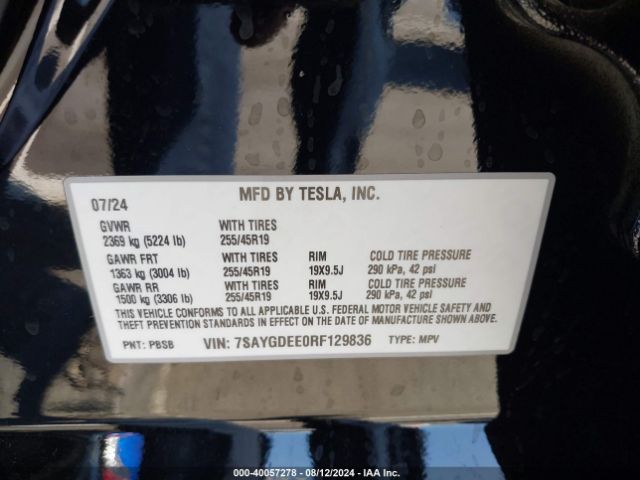 MFD BY TESLA, INC.
07/24
GVWR WITH TIRES
2369 kg (5224 lb) 255/45R19
GAWR FRT WITH TIRES RIM COLD TIRE PRESSURE
1363 kg (3004 lb) 255/45R19 19X9.5J 290 kPa, 42 psi
GAWR RR WITH TIRES RIM COLD TIRE PRESSURE
1500 kg (3306 lb) 255/45R19 19X9.5J 290 kPa, 42 psi
THIS VEHICLE CONFORMS TO ALL APPLICABLE U.S. FEDERAL MOTOR VEHICLE SAFETY AND
THEFT PREVENTION STANDARDS IN EFFECT ON THE DATE OF MANUFACTURE SHOWN ABOVE.
PNT: PBSB VIN: 7SAYGDEE0RF129836 TYPE: MPV
000-40057278 - 08/12/2024 - IAA Inc.